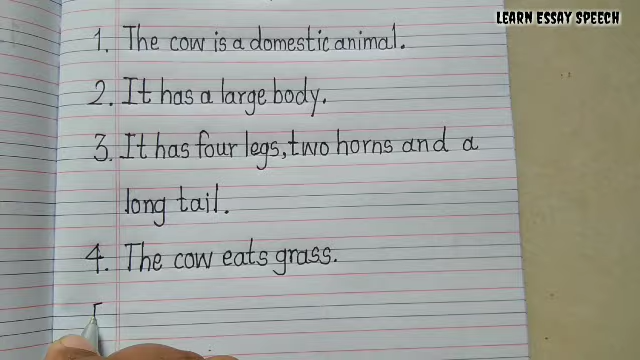 LEARN ESSAY SPEECH
1. The cow is a domestic animal.
2. It has a large body.
3. It has four legs, two horns and a
long tail.
4. The cow eats grass.